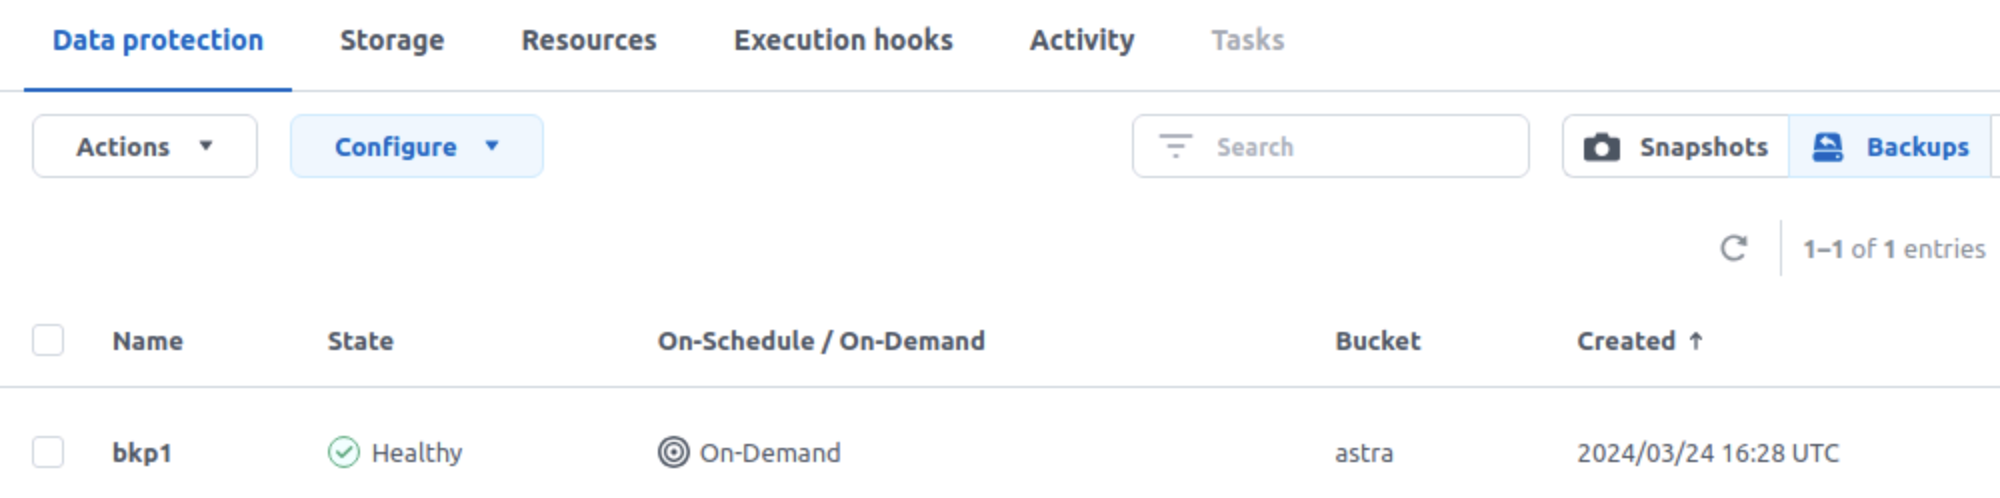 Data protection Storage Resources Execution hooks Activity Tasks
Actions Configure Search Snapshots Backups
1–1 of 1 entries
Name State On-Schedule / On-Demand Bucket Created ↑
bkp1 Healthy On-Demand astra 2024/03/24 16:28 UTC